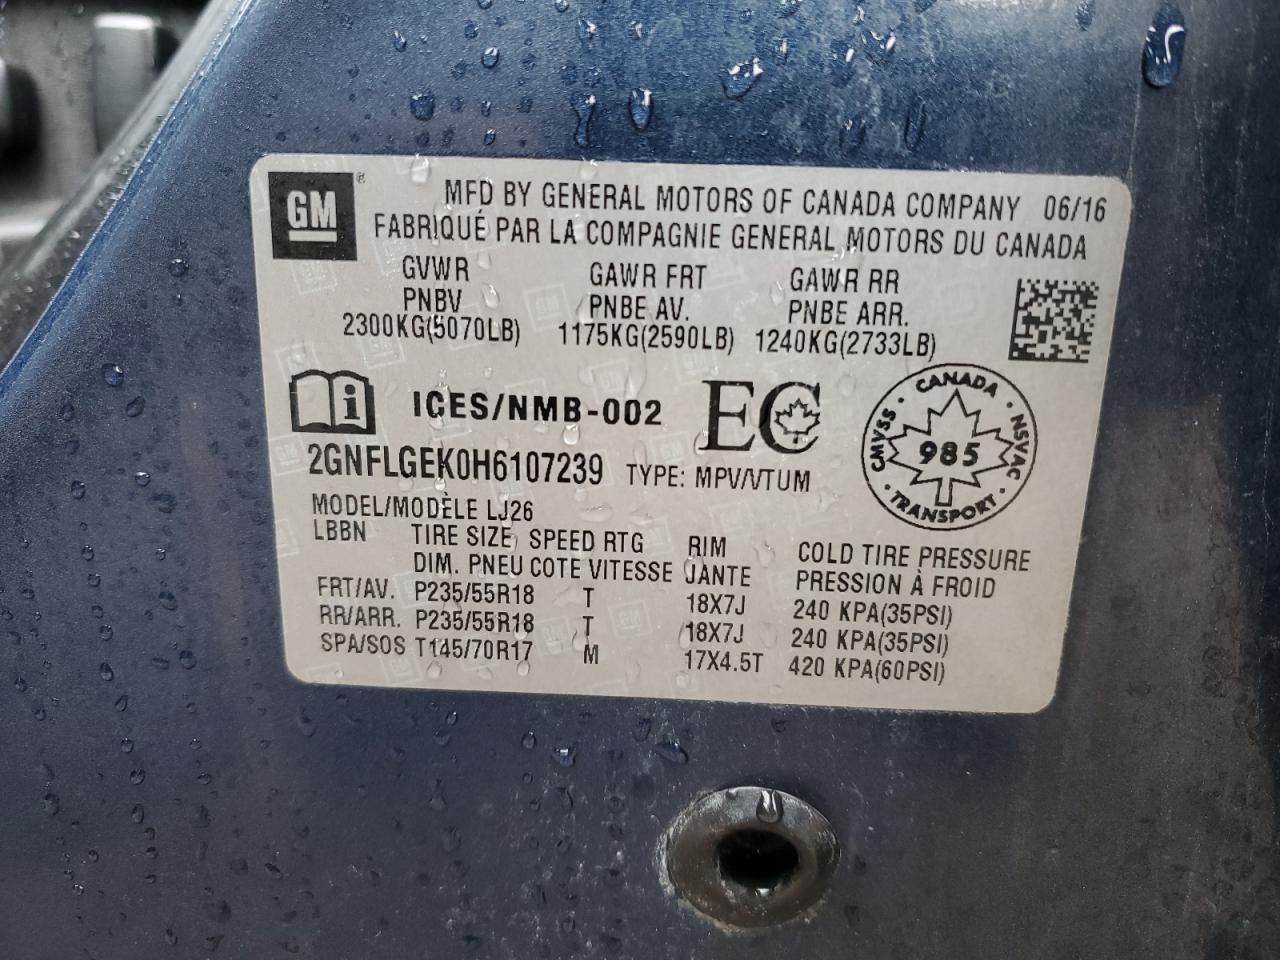 GM ®
MFD BY GENERAL MOTORS OF CANADA COMPANY 06/16
FABRIQUÉ PAR LA COMPAGNIE GENERAL MOTORS DU CANADA
GVWR GAWR FRT GAWR RR
PNBV PNBE AV. PNBE ARR.
2300KG(5070LB) 1175KG(2590LB) 1240KG(2733LB)
i ICES/NMB-002 EC
CANADA · NSVAC · TRANSPORT · CMVSS ·
985
2GNFLGEK0H6107239 TYPE: MPV/VTUM
MODEL/MODÈLE LJ26
LBBN TIRE SIZE SPEED RTG RIM COLD TIRE PRESSURE
DIM. PNEU COTE VITESSE JANTE PRESSION À FROID
FRT/AV. P235/55R18 T 18X7J 240 KPA(35PSI)
RR/ARR. P235/55R18 T 18X7J 240 KPA(35PSI)
SPA/SOS T145/70R17 M 17X4.5T 420 KPA(60PSI)